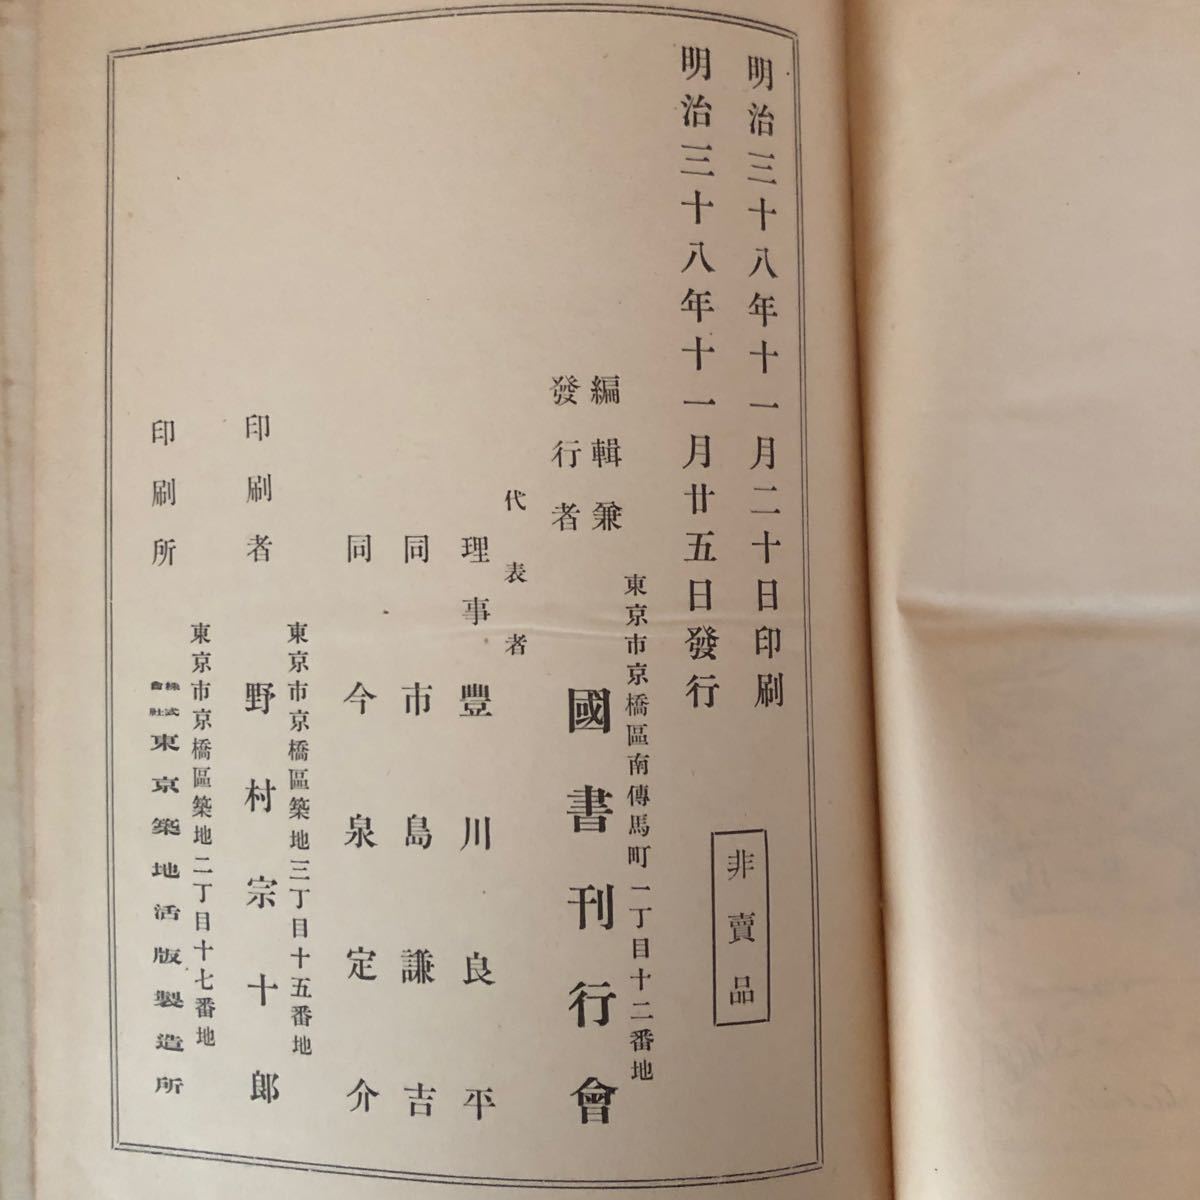 明治三十八年十一月二十日印刷
明治三十八年十一月廿五日發行
非賣品
東京市京橋區南傳馬町二丁目十二番地
編輯兼
發行者
國書刊行會
代表者
理事 豐川良平
同 市島謙吉
同 今泉定介
東京市京橋區築地三丁目十五番地
印刷者 野村宗十郎
東京市京橋區築地二丁目十七番地
印刷所 株式會社東京築地活版製造所